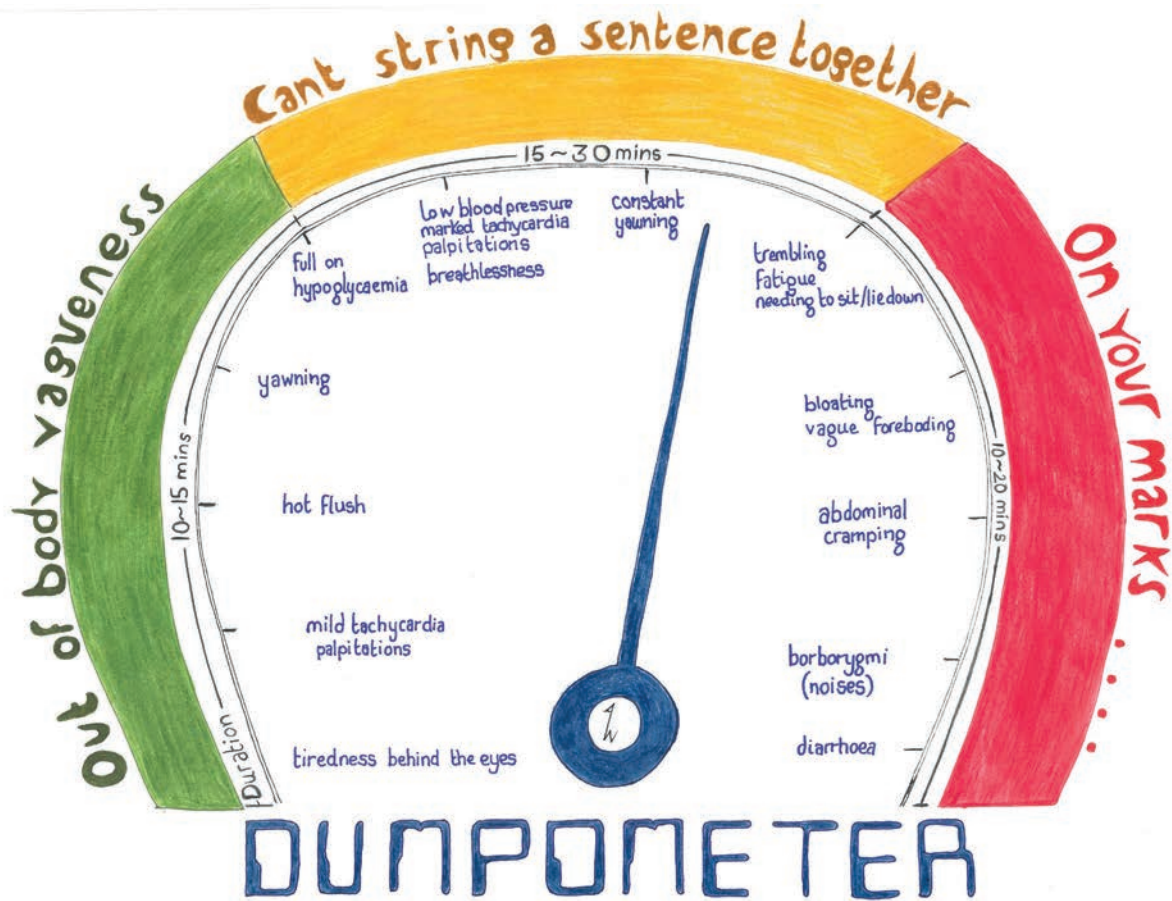 Cant string a sentence together
Out of body vagueness
On your marks .....
15~30 mins
10~15 mins
10~20 mins
Duration
low blood pressure
marked tachycardia
palpitations
breathlessness
constant
yawning
full on
hypoglycaemia
trembling
Fatigue
needing to sit/lie down
yawning
bloating
vague foreboding
hot flush
abdominal
cramping
mild tachycardia
palpitations
borborygmi
(noises)
tiredness behind the eyes
diarrhoea
DUMPOMETER